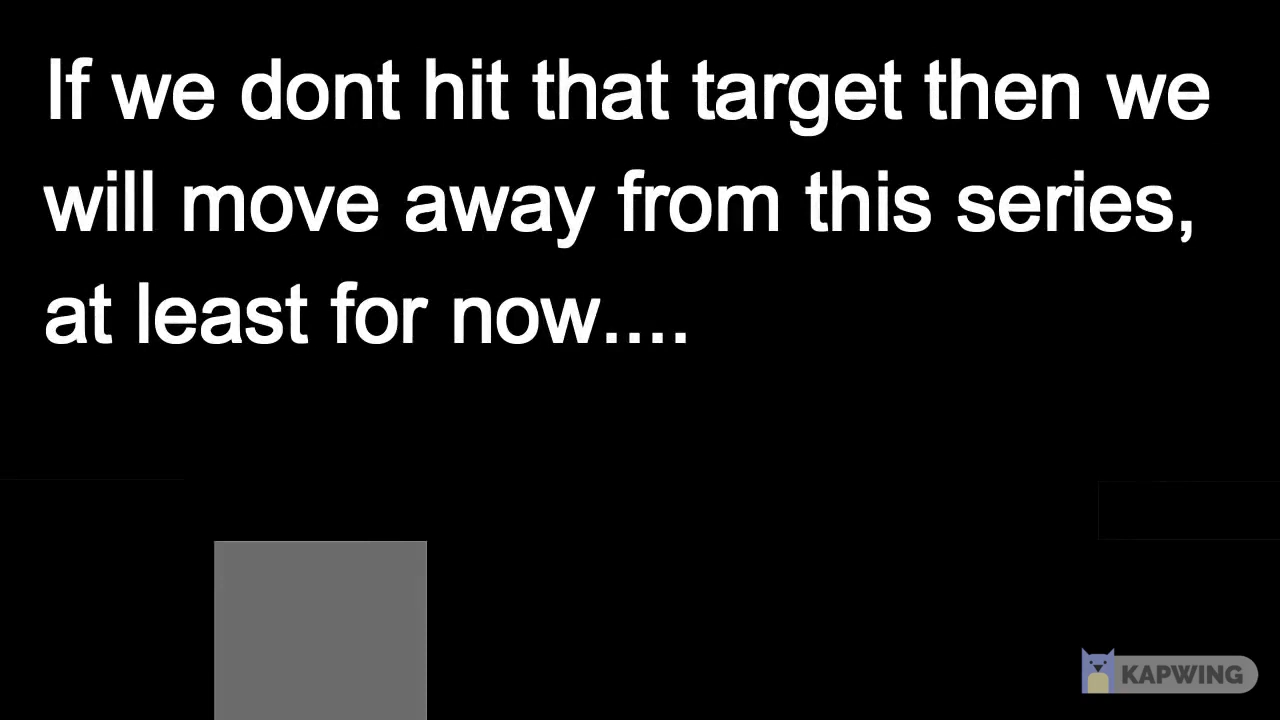 If we dont hit that target then we
will move away from this series,
at least for now....
KAPWING